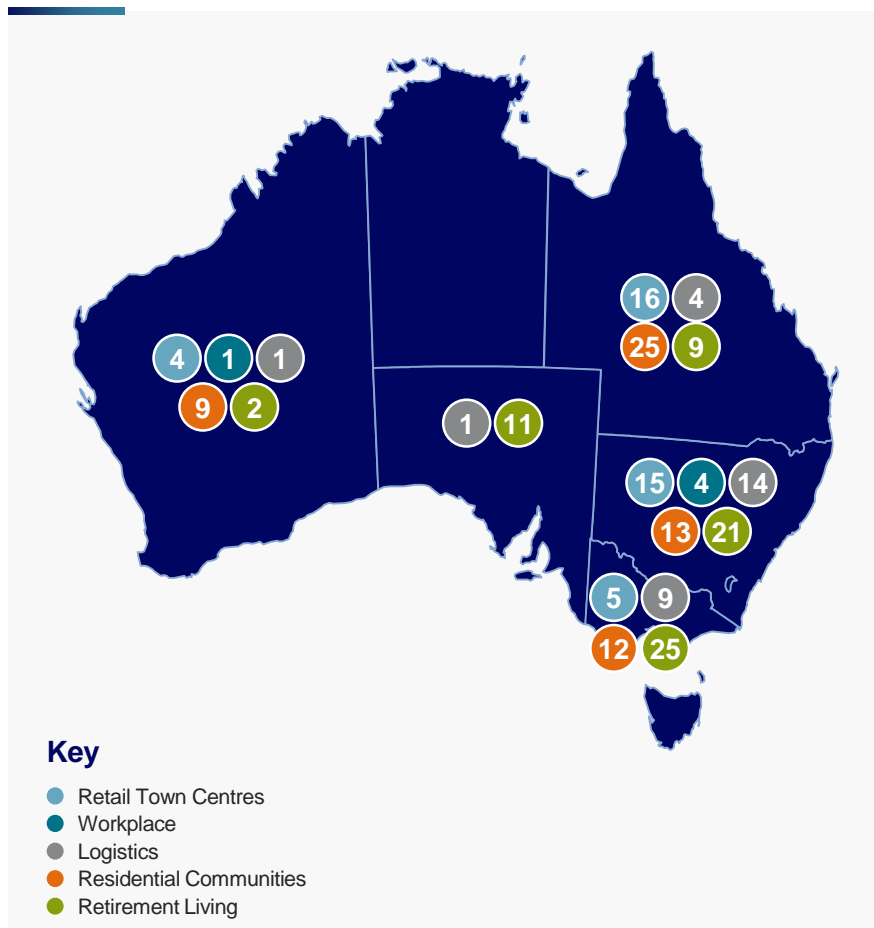 16 4
25 9
4 1 1
9 2
1 11
15 4 14
13 21
5 9
12 25
Key
Retail Town Centres
Workplace
Logistics
Residential Communities
Retirement Living